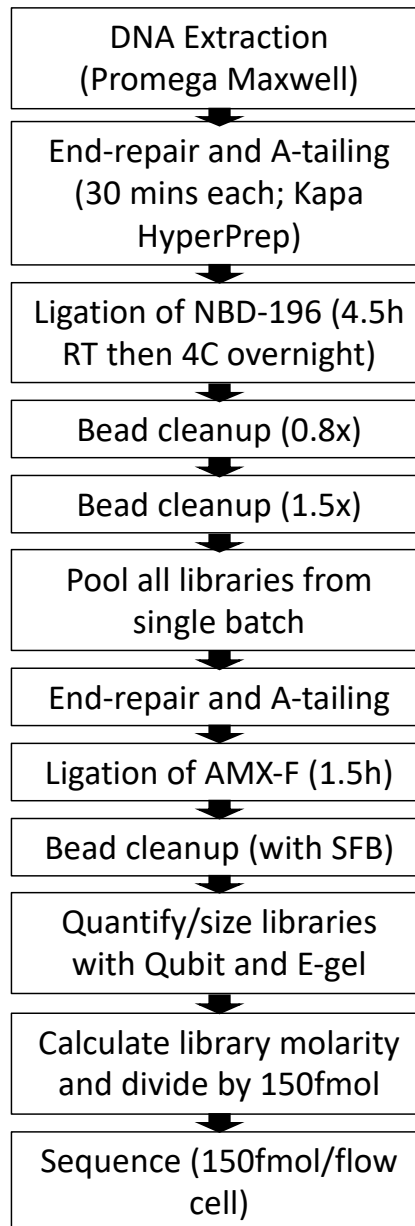 DNA Extraction
(Promega Maxwell)
End-repair and A-tailing
(30 mins each; Kapa
HyperPrep)
Ligation of NBD-196 (4.5h
RT then 4C overnight)
Bead cleanup (0.8x)
Bead cleanup (1.5x)
Pool all libraries from
single batch
End-repair and A-tailing
Ligation of AMX-F (1.5h)
Bead cleanup (with SFB)
Quantify/size libraries
with Qubit and E-gel
Calculate library molarity
and divide by 150fmol
Sequence (150fmol/flow
cell)